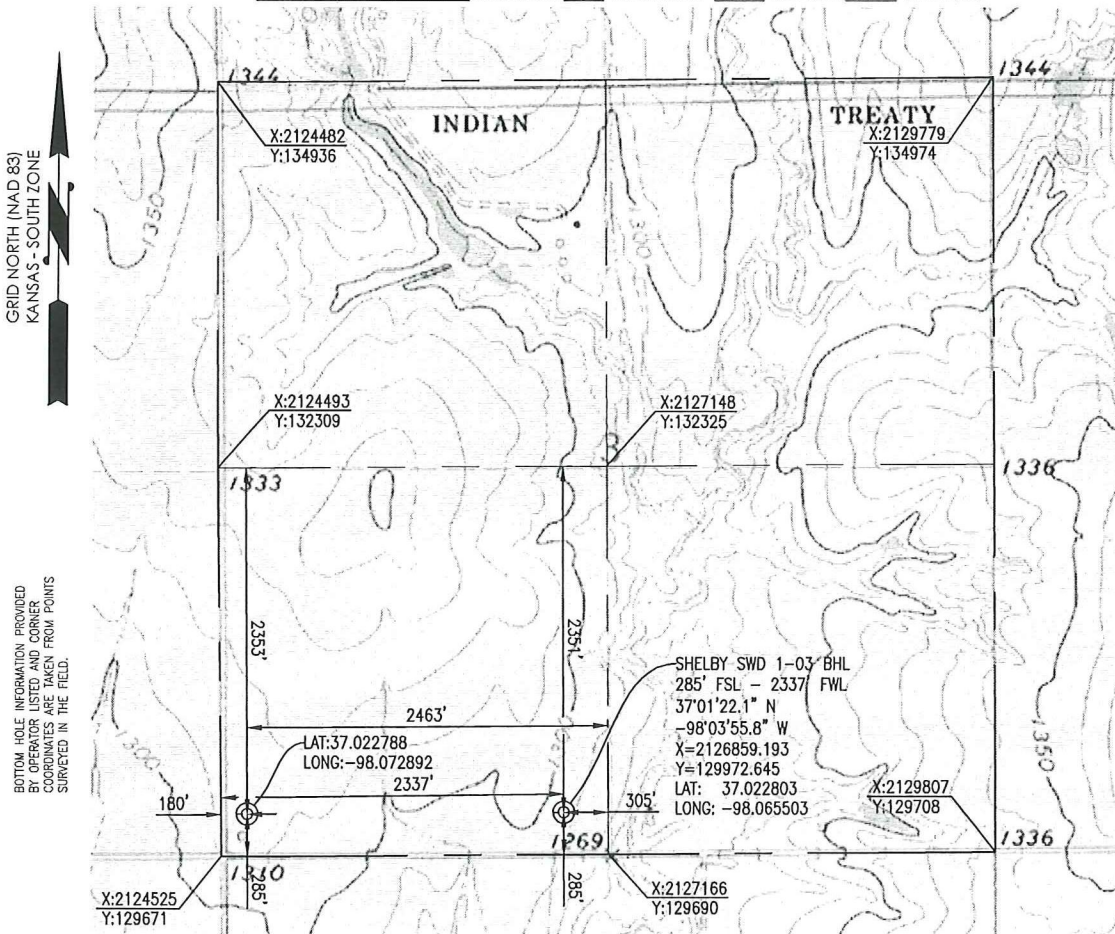 1344
1344
INDIAN
TREATY
X:2124482
Y:134936
X:2129779
Y:134974
1350
1300
GRID NORTH (NAD 83)
KANSAS - SOUTH ZONE
X:2124493
Y:132309
X:2127148
Y:132325
3
1333
1336
BOTTOM HOLE INFORMATION PROVIDED
BY OPERATOR LISTED AND CORNER
COORDINATES ARE TAKEN FROM POINTS
SURVEYED IN THE FIELD.
2353'
2351'
SHELBY SWD 1-03 BHL
285' FSL - 2337' FWL
37°01'22.1" N
-98°03'55.8" W
X=2126859.193
Y=129972.645
LAT: 37.022803
LONG: -98.065503
1300
2463'
LAT:37.022788
LONG:-98.072892
2337'
1350
180'
305'
X:2129807
Y:129708
1269
1336
1310
285'
285'
X:2124525
Y:129671
X:2127166
Y:129690